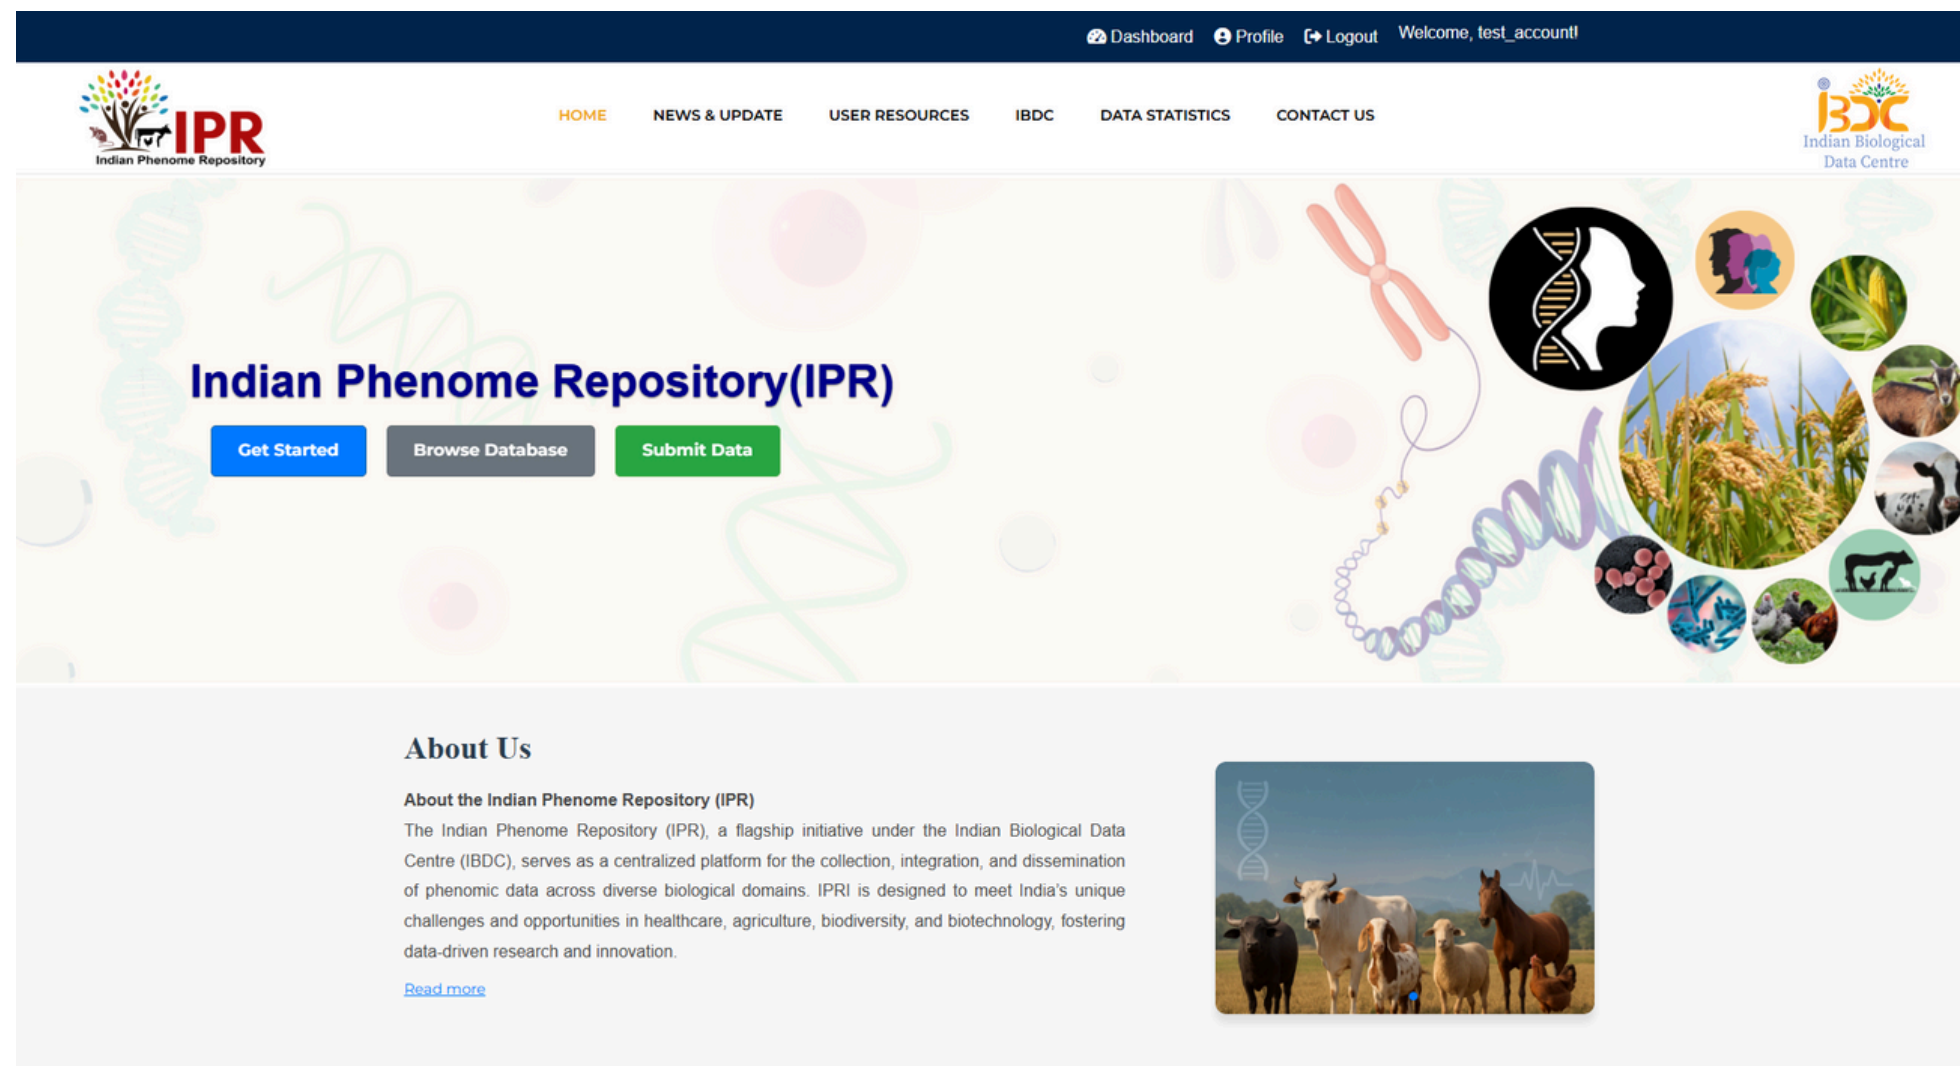 Dashboard Profile Logout Welcome, test_account!
IPR
Indian Phenome Repository
HOME NEWS & UPDATE USER RESOURCES IBDC DATA STATISTICS CONTACT US
IBDC
Indian Biological
Data Centre
Indian Phenome Repository(IPR)
Get Started Browse Database Submit Data
About Us
About the Indian Phenome Repository (IPR)
The Indian Phenome Repository (IPR), a flagship initiative under the Indian Biological Data
Centre (IBDC), serves as a centralized platform for the collection, integration, and dissemination
of phenomic data across diverse biological domains. IPRI is designed to meet India's unique
challenges and opportunities in healthcare, agriculture, biodiversity, and biotechnology, fostering
data-driven research and innovation.
Read more